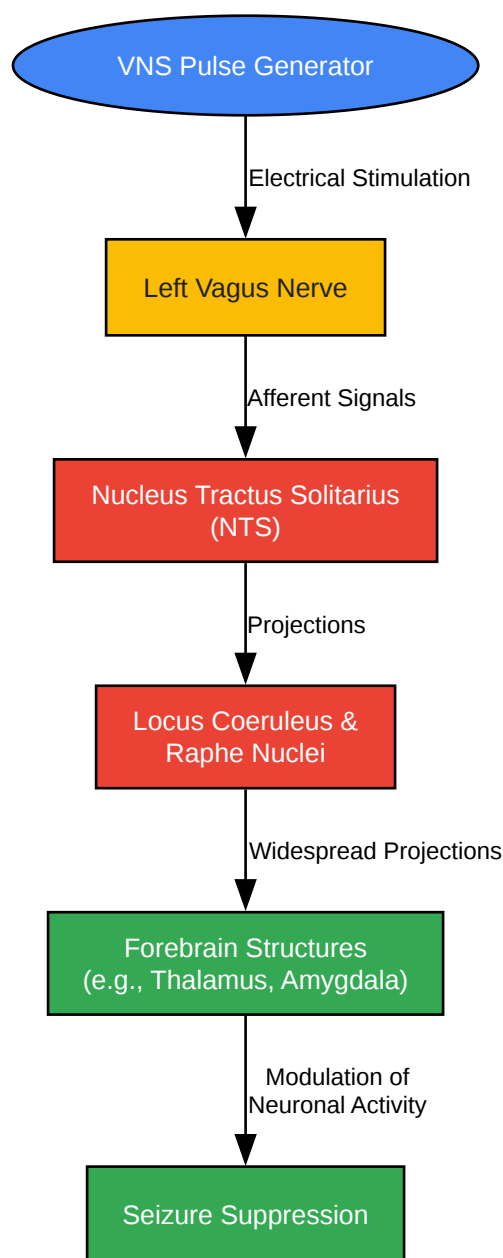 VNS Pulse Generator
Electrical Stimulation
Left Vagus Nerve
Afferent Signals
Nucleus Tractus Solitarius
(NTS)
Projections
Locus Coeruleus &
Raphe Nuclei
Widespread Projections
Forebrain Structures
(e.g., Thalamus, Amygdala)
Modulation of
Neuronal Activity
Seizure Suppression